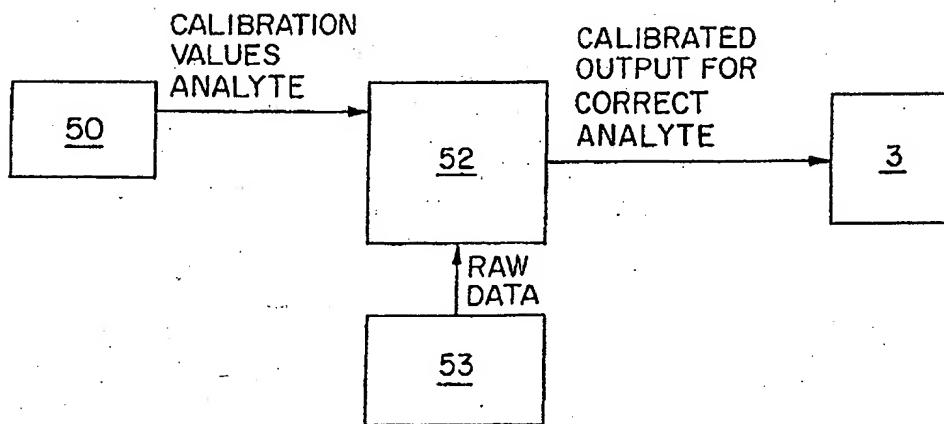 CALIBRATION
VALUES
ANALYTE
50
52
CALIBRATED
OUTPUT FOR
CORRECT
ANALYTE
3
RAW
DATA
53